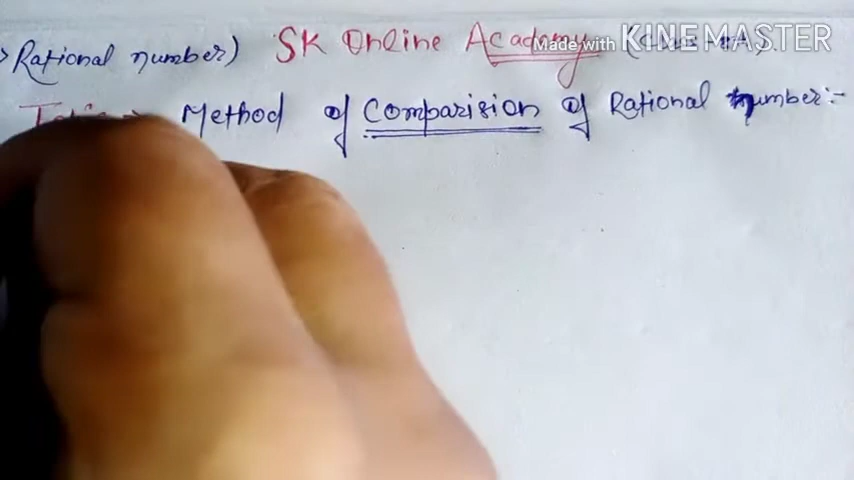 Rational number) SK Online Academy
Made with KINEMASTER
Method of Comparision of Rational number:-